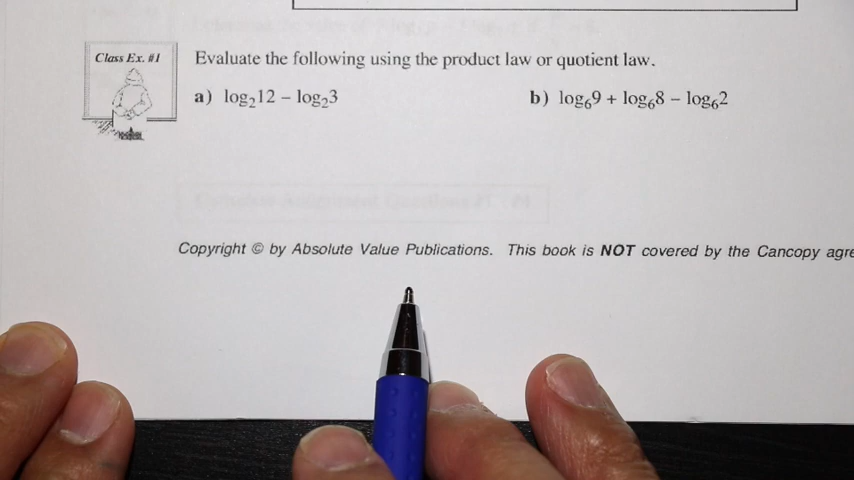 Class Ex. #1
Evaluate the following using the product law or quotient law.
a) log₂12 – log₂3
b) log₆9 + log₆8 – log₆2
Copyright © by Absolute Value Publications. This book is NOT covered by the Cancopy agre